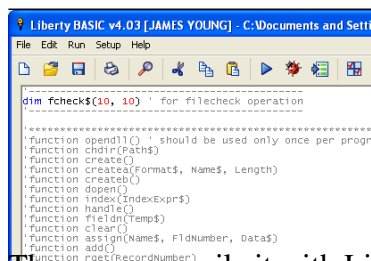 Liberty BASIC v4.03 [JAMES YOUNG] - C:\Documents and Setti
File Edit Run Setup Help
'-----------------------------------------
dim fcheck$(10, 10) ' for filecheck operation
'-----------------------------------------
'function opendll() ' should be used only once per progr
'function chdir(Path$)
'function create()
'function createa(Format$, Name$, Length)
'function createb()
'function dopen()
'function index(IndexExpr$)
'function handle()
'function fieldn(Temp$)
'function clear()
'function assign(Name$, FldNumber, Data$)
'function add()
'function rget(RecordNumber)
with Li